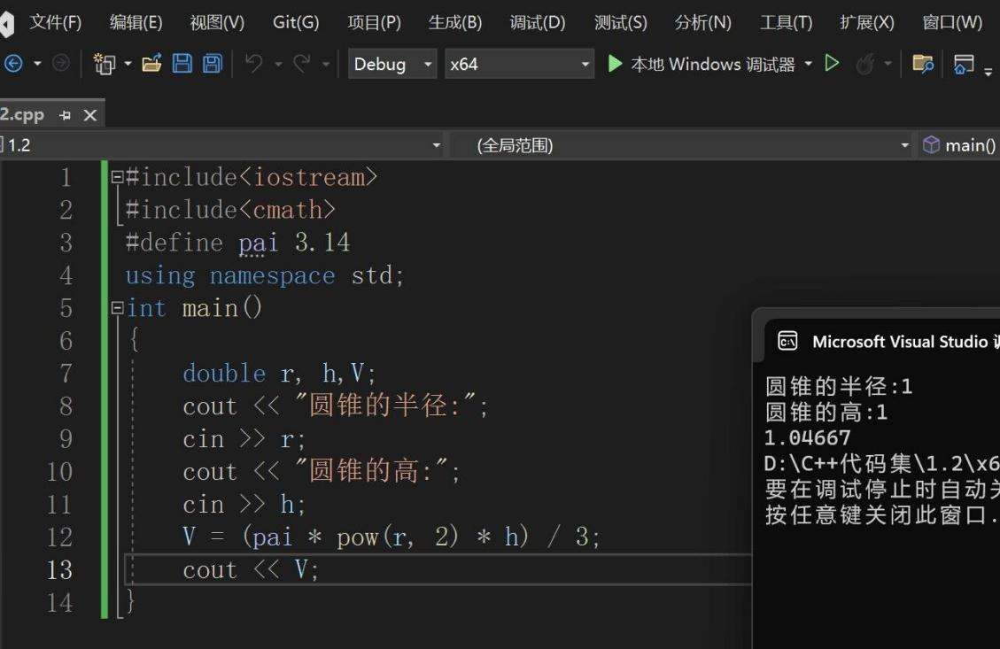 文件(F) 编辑(E) 视图(V) Git(G) 项目(P) 生成(B) 调试(D) 测试(S) 分析(N) 工具(T) 扩展(X) 窗口(W)
Debug x64 本地 Windows 调试器
2.cpp
1.2 (全局范围) main()
1 #include<iostream>
2 #include<cmath>
3 #define pai 3.14
4 using namespace std;
5 int main()
6 {
7 double r, h,V;
8 cout << "圆锥的半径:";
9 cin >> r;
10 cout << "圆锥的高:";
11 cin >> h;
12 V = (pai * pow(r, 2) * h) / 3;
13 cout << V;
14 }
Microsoft Visual Studio
圆锥的半径:1
圆锥的高:1
1.04667
D:\C++代码集\1.2\x6
要在调试停止时自动关
按任意键关闭此窗口.